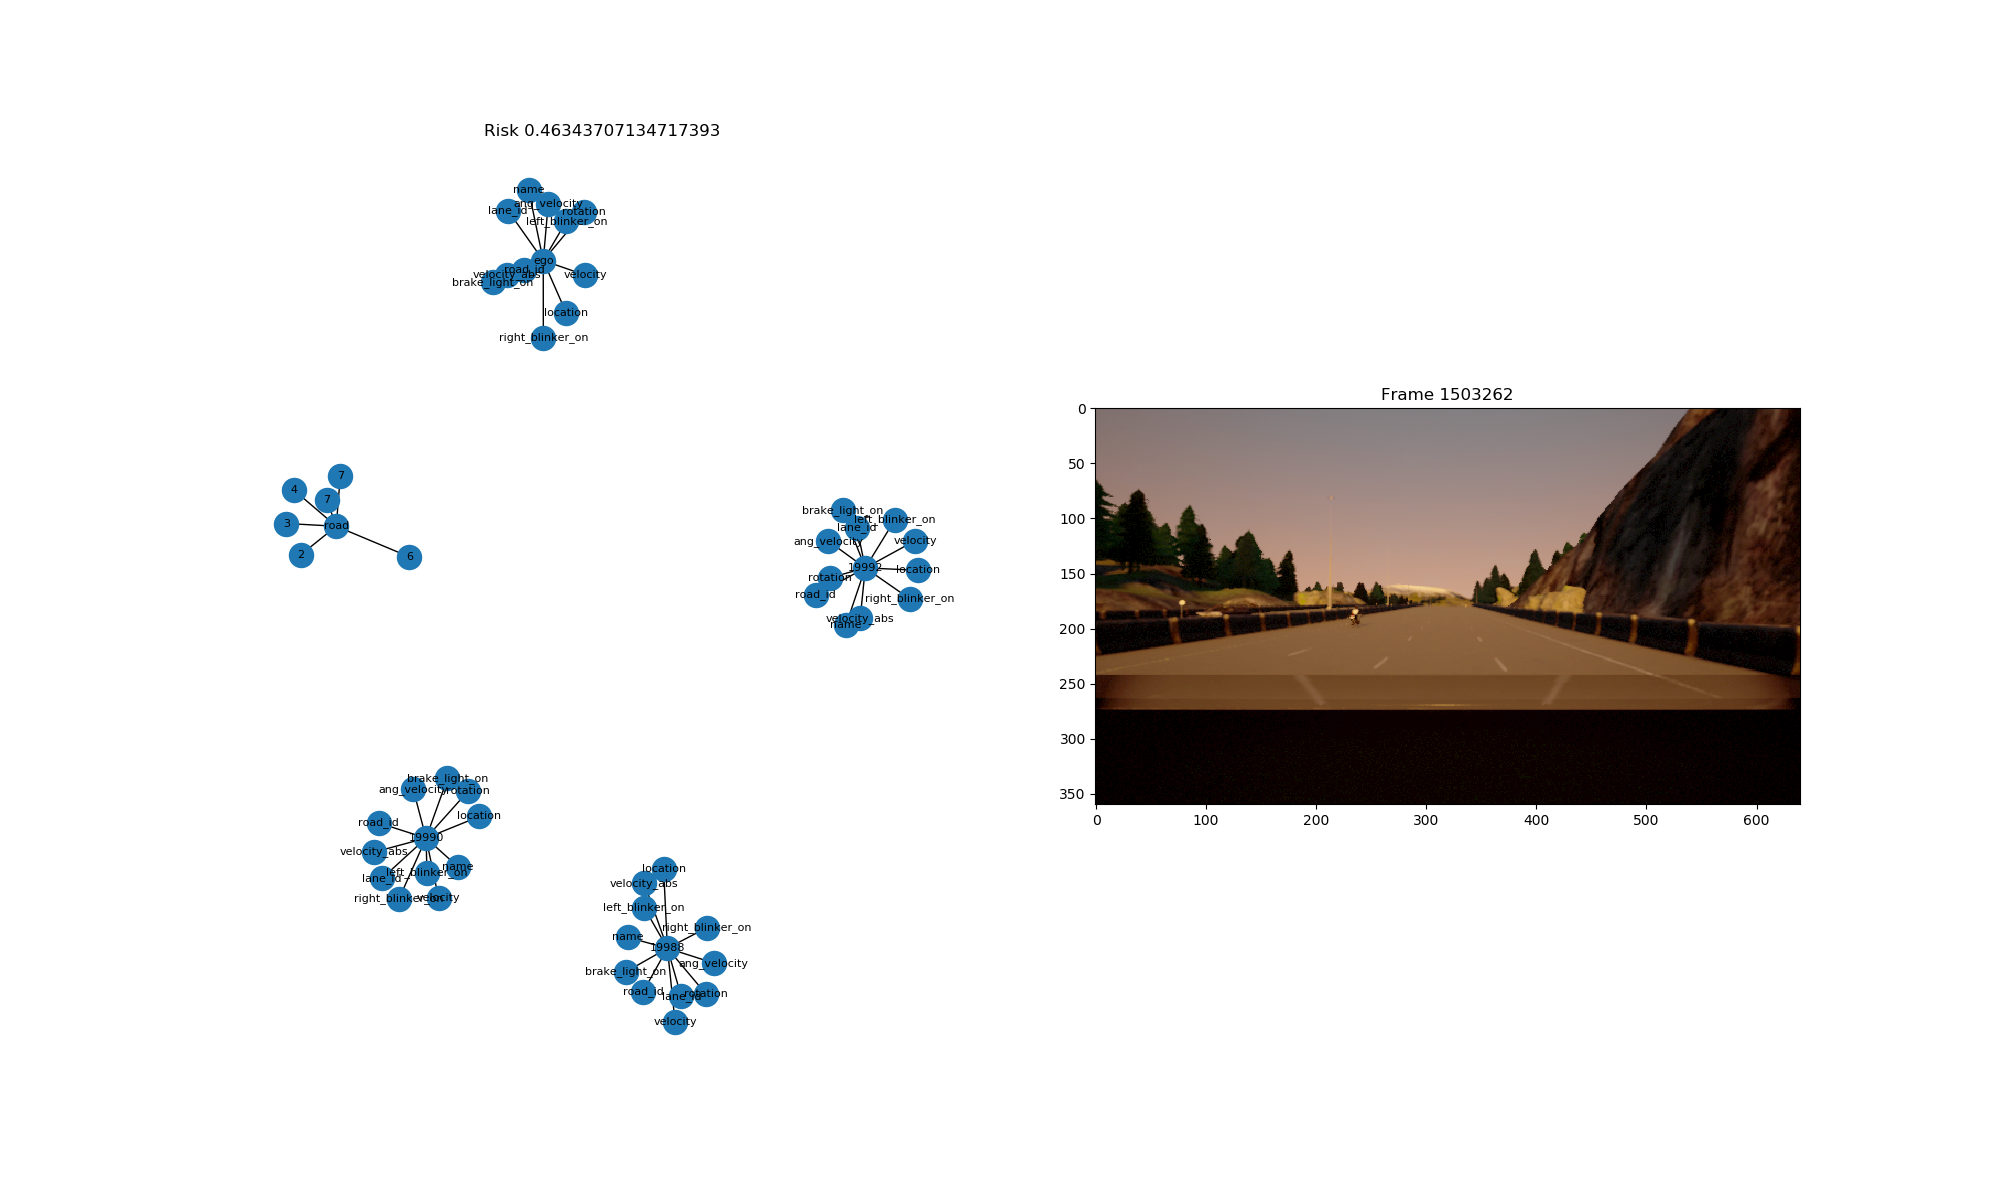 Risk 0.46343707134717393
name
ang_velocity
lane_id
rotation
left_blinker_on
ego
road_id
velocity_abs
velocity
brake_light_on
location
right_blinker_on
7
4
7
3
road
2
6
brake_light_on
left_blinker_on
lane_id
ang_velocity
velocity
19992
location
rotation
road_id
right_blinker_on
velocity_abs
name
brake_light_on
ang_velocity
rotation
location
road_id
19990
velocity_abs
name
left_blinker_on
lane_id
right_blinker_on
velocity
location
velocity_abs
left_blinker_on
right_blinker_on
name
19988
ang_velocity
brake_light_on
road_id
lane_id
rotation
velocity
Frame 1503262
0
50
100
150
200
250
300
350
0
100
200
300
400
500
600